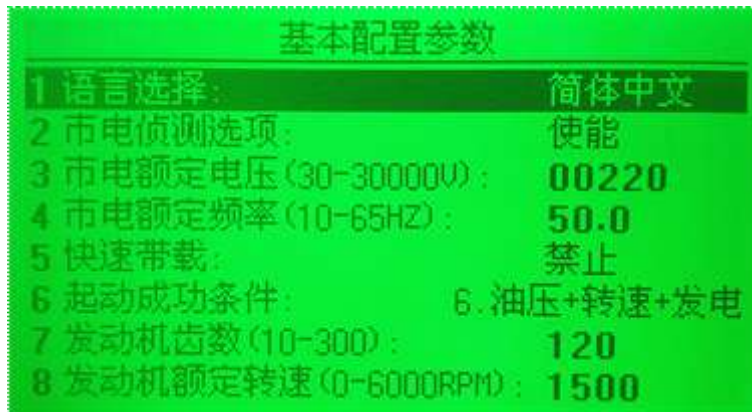 基本配置参数
1 语言选择: 简体中文
2 市电侦测选项: 使能
3 市电额定电压(30-30000V): 00220
4 市电额定频率(10-65HZ): 50.0
5 快速带载: 禁止
6 起动成功条件: 6.油压+转速+发电
7 发动机齿数(10-300): 120
8 发动机额定转速(0-6000RPM): 1500